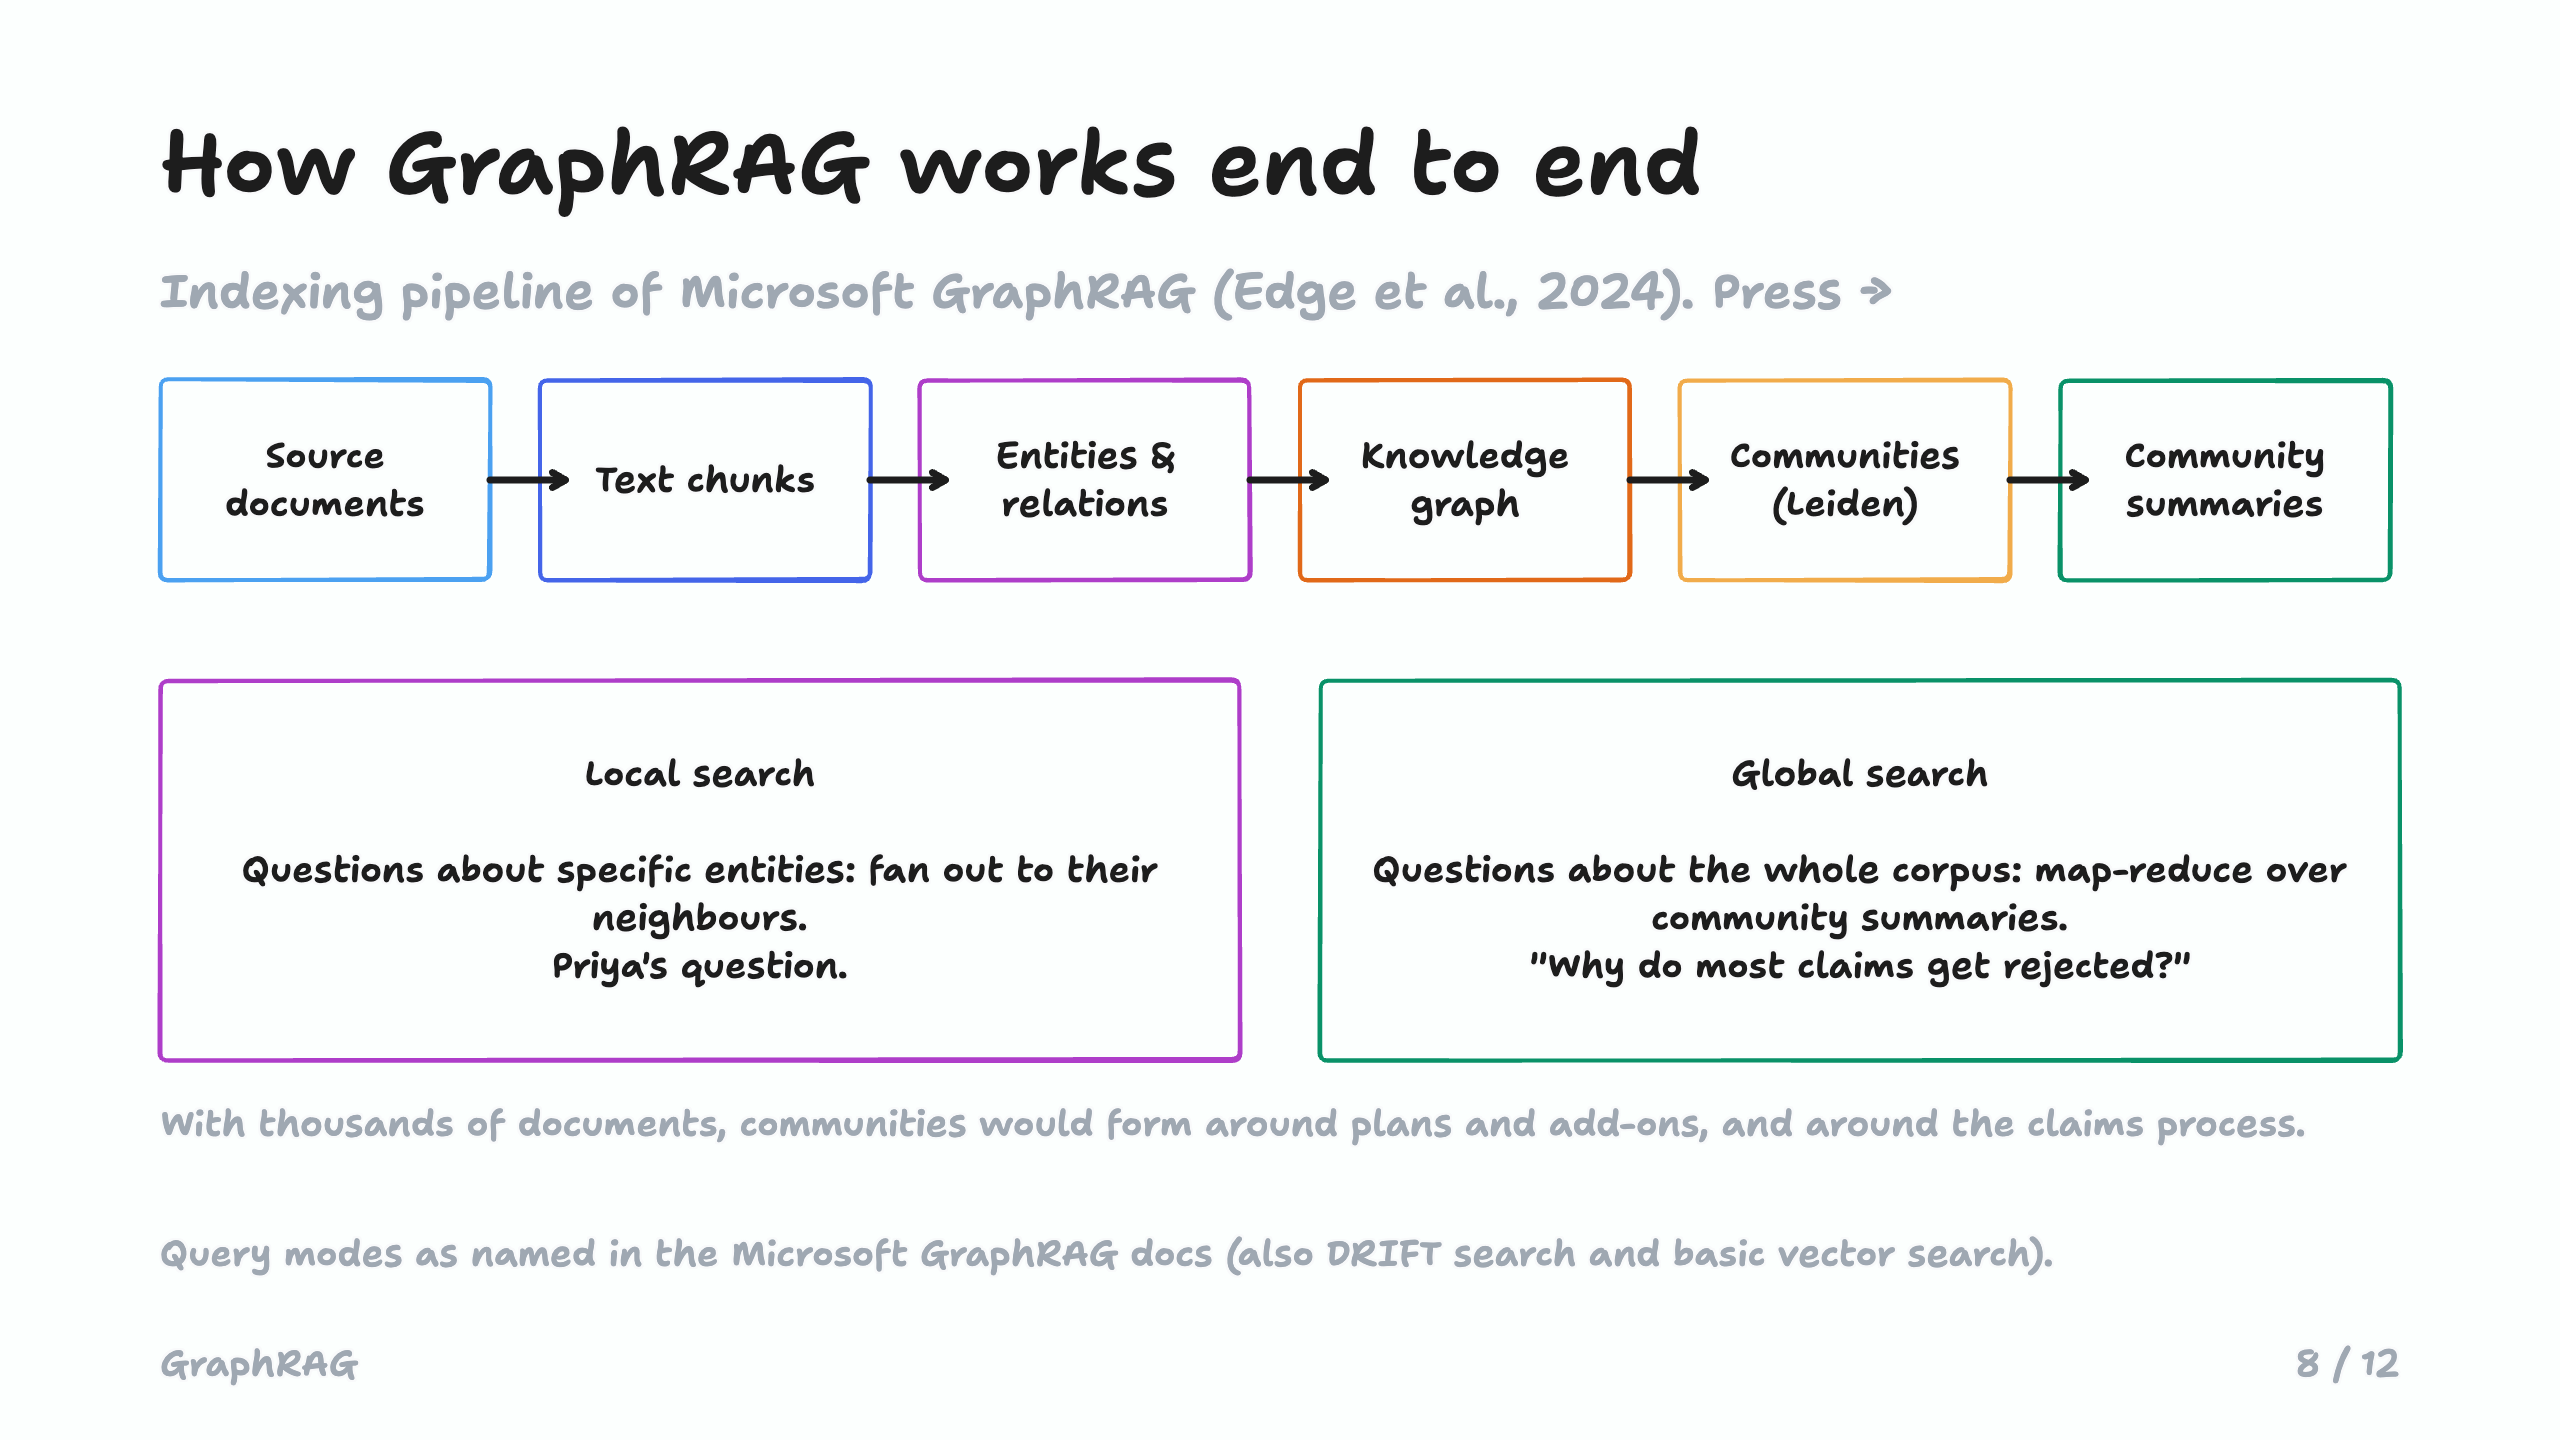 How GraphRAG works end to end
Indexing pipeline of Microsoft GraphRAG (Edge et al., 2024). Press →
Source
documents
Text chunks
Entities &
relations
Knowledge
graph
Communities
(Leiden)
Community
summaries
Local search
Questions about specific entities: fan out to their
neighbours.
Priya's question.
Global search
Questions about the whole corpus: map-reduce over
community summaries.
"Why do most claims get rejected?"
With thousands of documents, communities would form around plans and add-ons, and around the claims process.
Query modes as named in the Microsoft GraphRAG docs (also DRIFT search and basic vector search).
GraphRAG
8 / 12